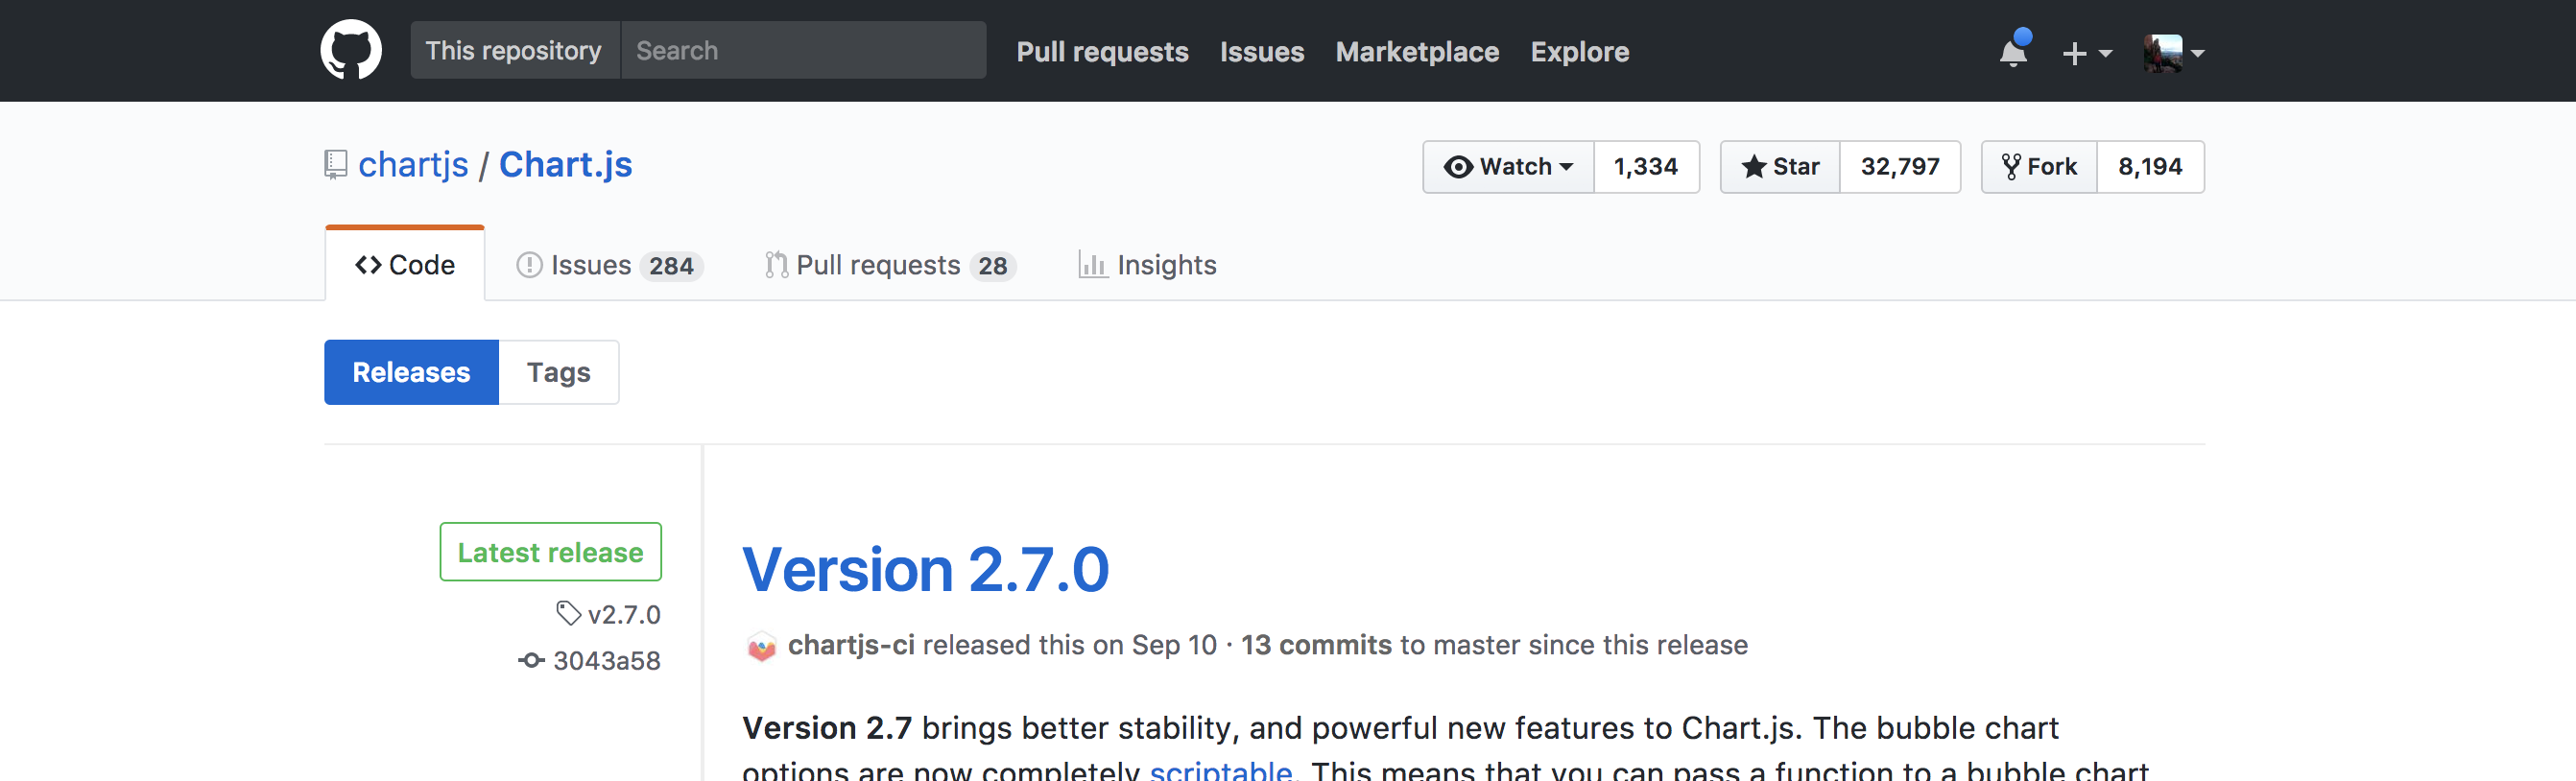 This repository Search Pull requests Issues Marketplace Explore
chartjs / Chart.js Watch 1,334 Star 32,797 Fork 8,194
Code Issues 284 Pull requests 28 Insights
Releases Tags
Latest release
v2.7.0
3043a58
Version 2.7.0
chartjs-ci released this on Sep 10 · 13 commits to master since this release
Version 2.7 brings better stability, and powerful new features to Chart.js. The bubble chart
options are now completely scriptable. This means that you can pass a function to a bubble chart